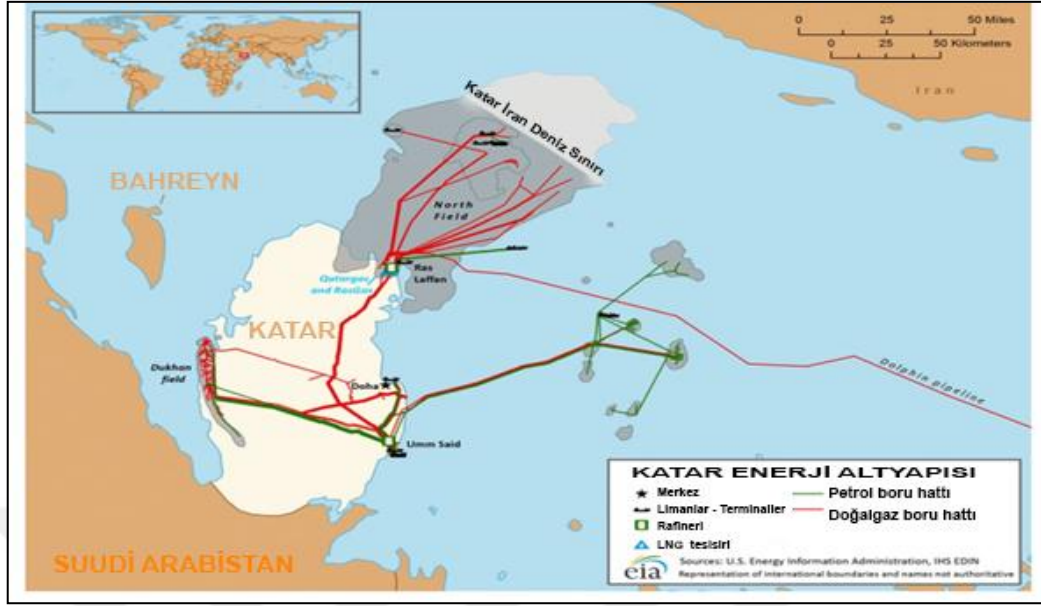 0 25 50 Miles
0 25 50 Kilometers
Iran
Katar İran Deniz Sınırı
BAHREYN
North
Field
Ras
Laffan
Qatargas
and RasGas
KATAR
Dukhan
field
Doha
Dolphin pipeline
Umm Said
KATAR ENERJİ ALTYAPISI
Merkez
Petrol boru hattı
Limanlar - Terminaller
Doğalgaz boru hattı
Rafineri
LNG tesisiri
SUUDİ ARABİSTAN
eia
Sources: U.S. Energy Information Administration, IHS EDIN
Representation of international boundaries and names not authoritative